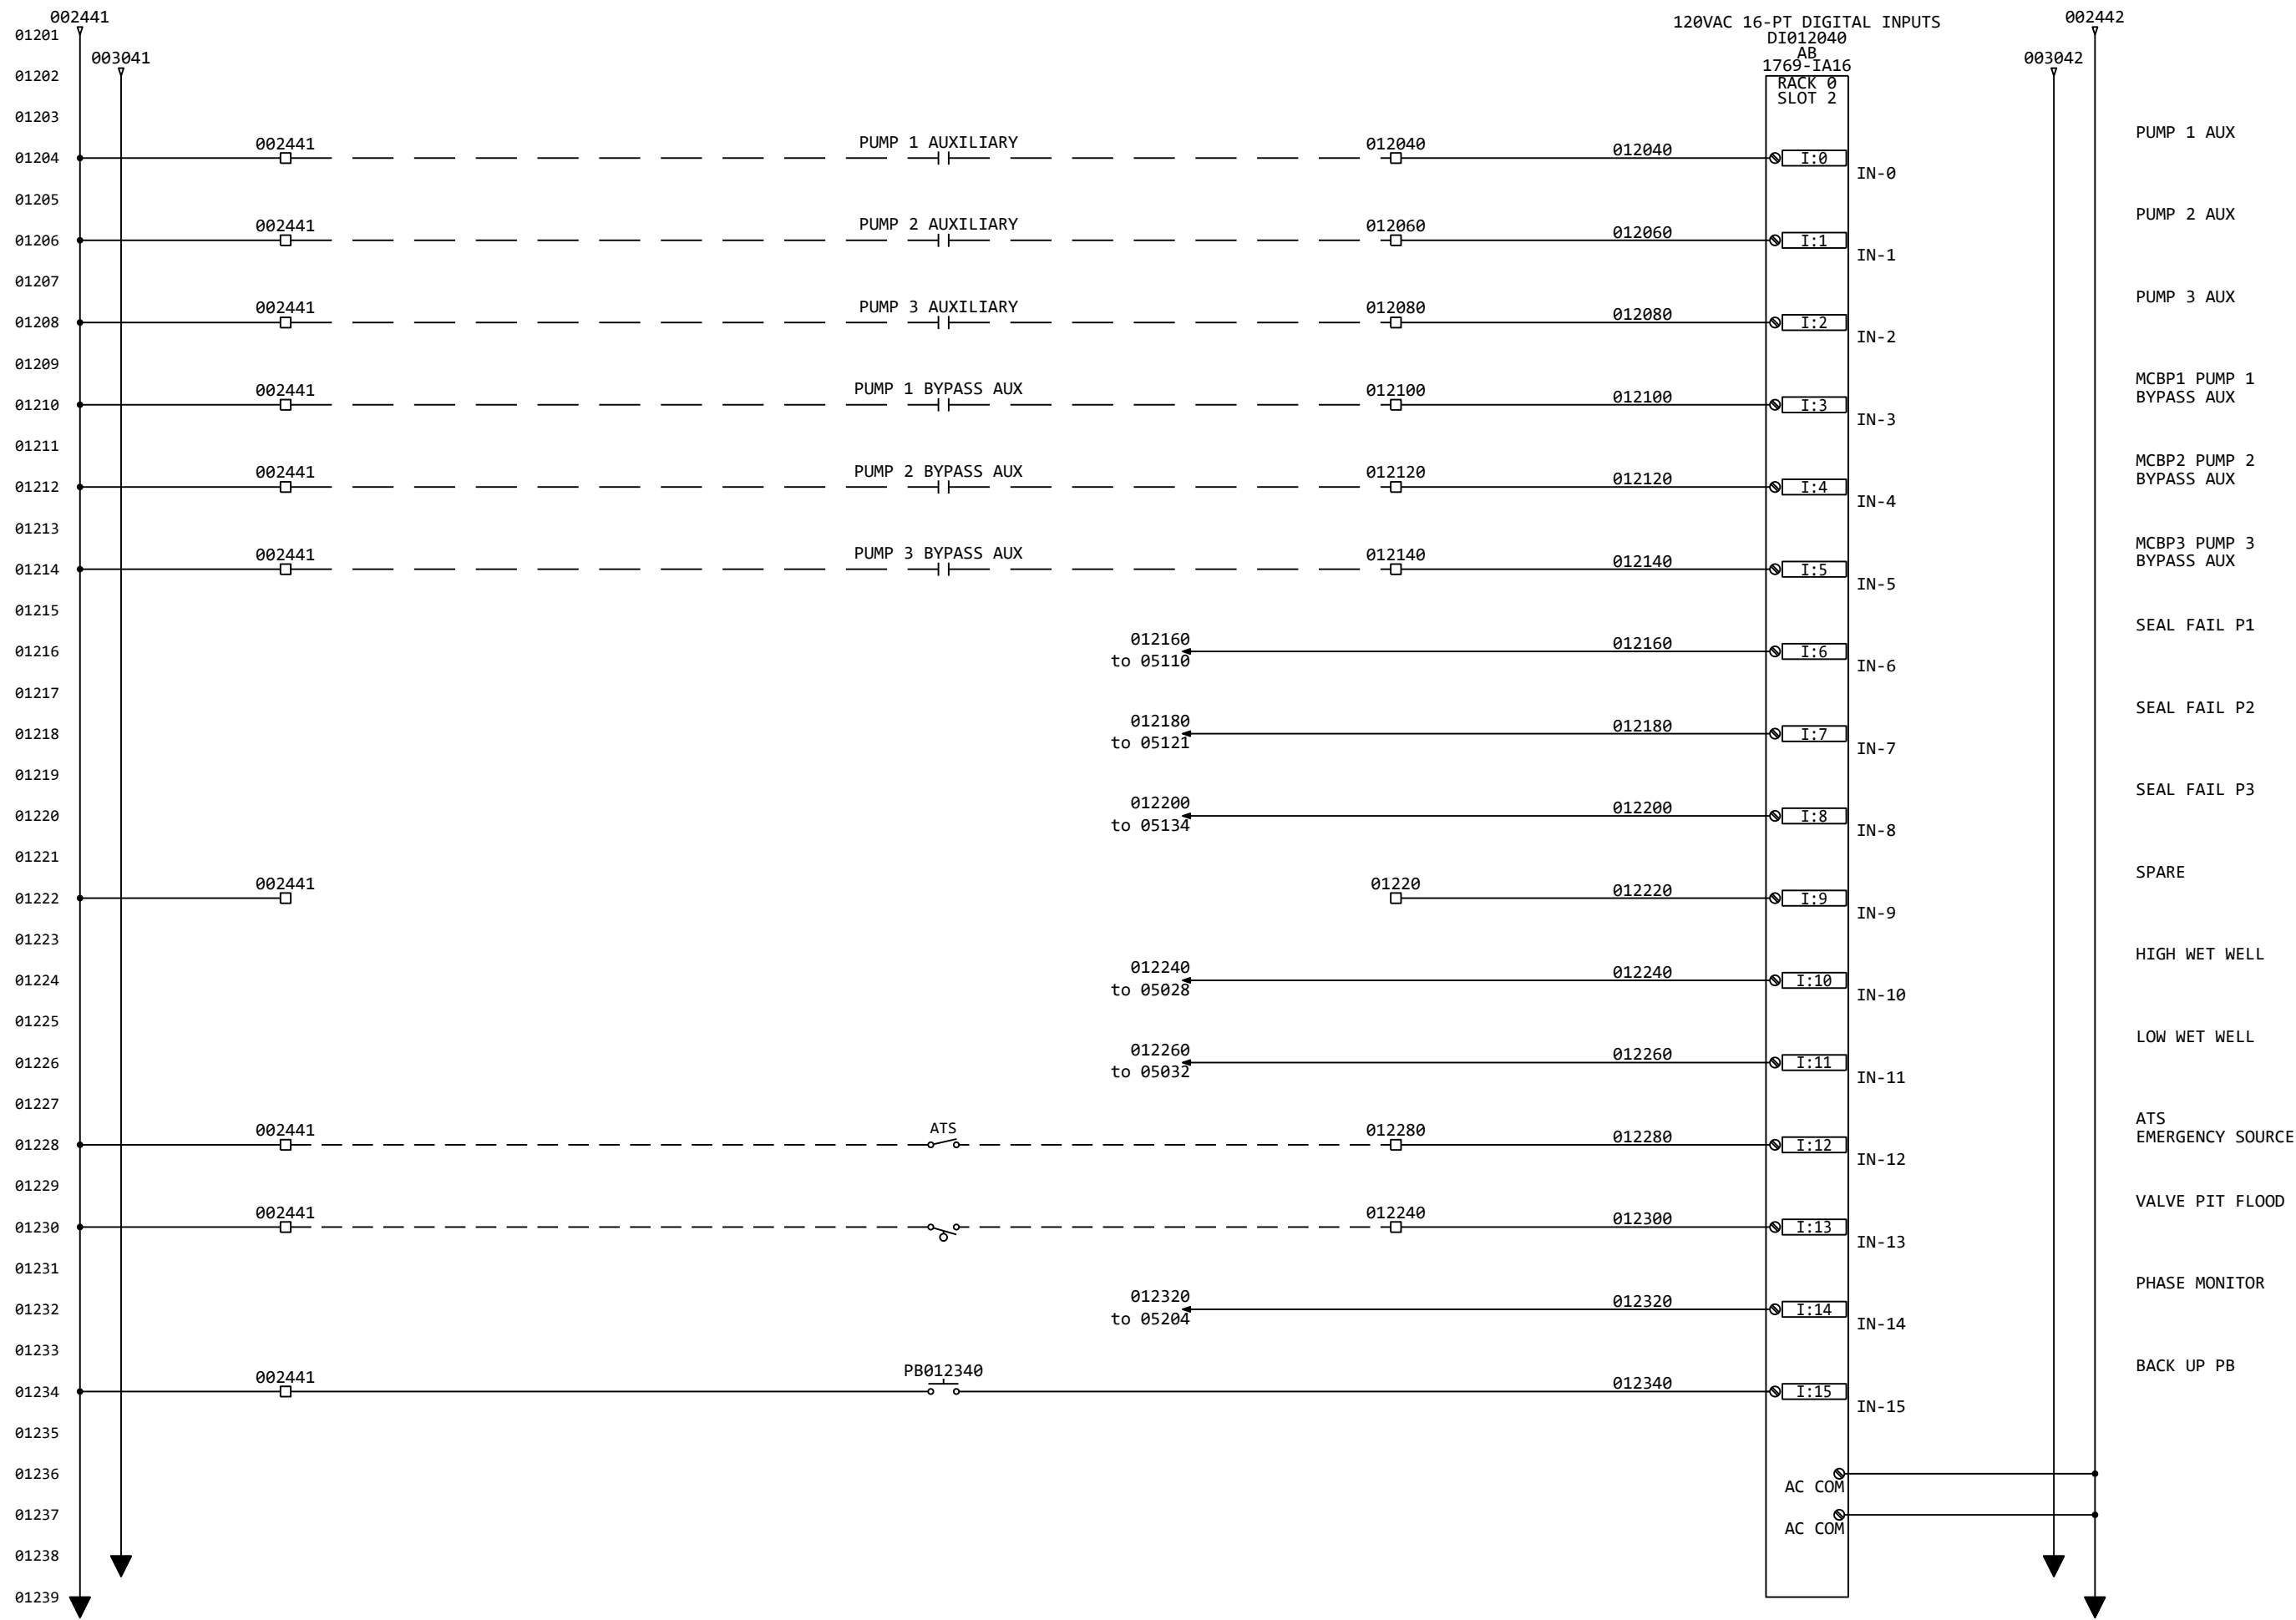 002441
002442
01201
120VAC 16-PT DIGITAL INPUTS
DI012040
AB
003041
003042
1769-IA16
01202
RACK 0
SLOT 2
01203
PUMP 1 AUX
002441
PUMP 1 AUXILIARY
012040
012040
01204
I:0
IN-0
01205
PUMP 2 AUX
002441
PUMP 2 AUXILIARY
012060
012060
01206
I:1
IN-1
01207
PUMP 3 AUX
002441
PUMP 3 AUXILIARY
012080
012080
01208
I:2
IN-2
01209
MCBP1 PUMP 1
BYPASS AUX
002441
PUMP 1 BYPASS AUX
012100
012100
01210
I:3
IN-3
01211
MCBP2 PUMP 2
BYPASS AUX
002441
PUMP 2 BYPASS AUX
012120
012120
01212
I:4
IN-4
01213
MCBP3 PUMP 3
BYPASS AUX
002441
PUMP 3 BYPASS AUX
012140
012140
01214
I:5
IN-5
01215
SEAL FAIL P1
012160
to 05110
012160
01216
I:6
IN-6
01217
SEAL FAIL P2
012180
to 05121
012180
01218
I:7
IN-7
01219
SEAL FAIL P3
012200
to 05134
012200
01220
I:8
IN-8
01221
SPARE
002441
01220
012220
01222
I:9
IN-9
01223
HIGH WET WELL
012240
to 05028
012240
01224
I:10
IN-10
01225
LOW WET WELL
012260
to 05032
012260
01226
I:11
IN-11
01227
ATS
EMERGENCY SOURCE
002441
ATS
012280
012280
01228
I:12
IN-12
01229
VALVE PIT FLOOD
002441
012240
012300
01230
I:13
IN-13
01231
PHASE MONITOR
012320
to 05204
012320
01232
I:14
IN-14
01233
BACK UP PB
002441
PB012340
012340
01234
I:15
IN-15
01235
01236
AC COM
01237
AC COM
01238
01239